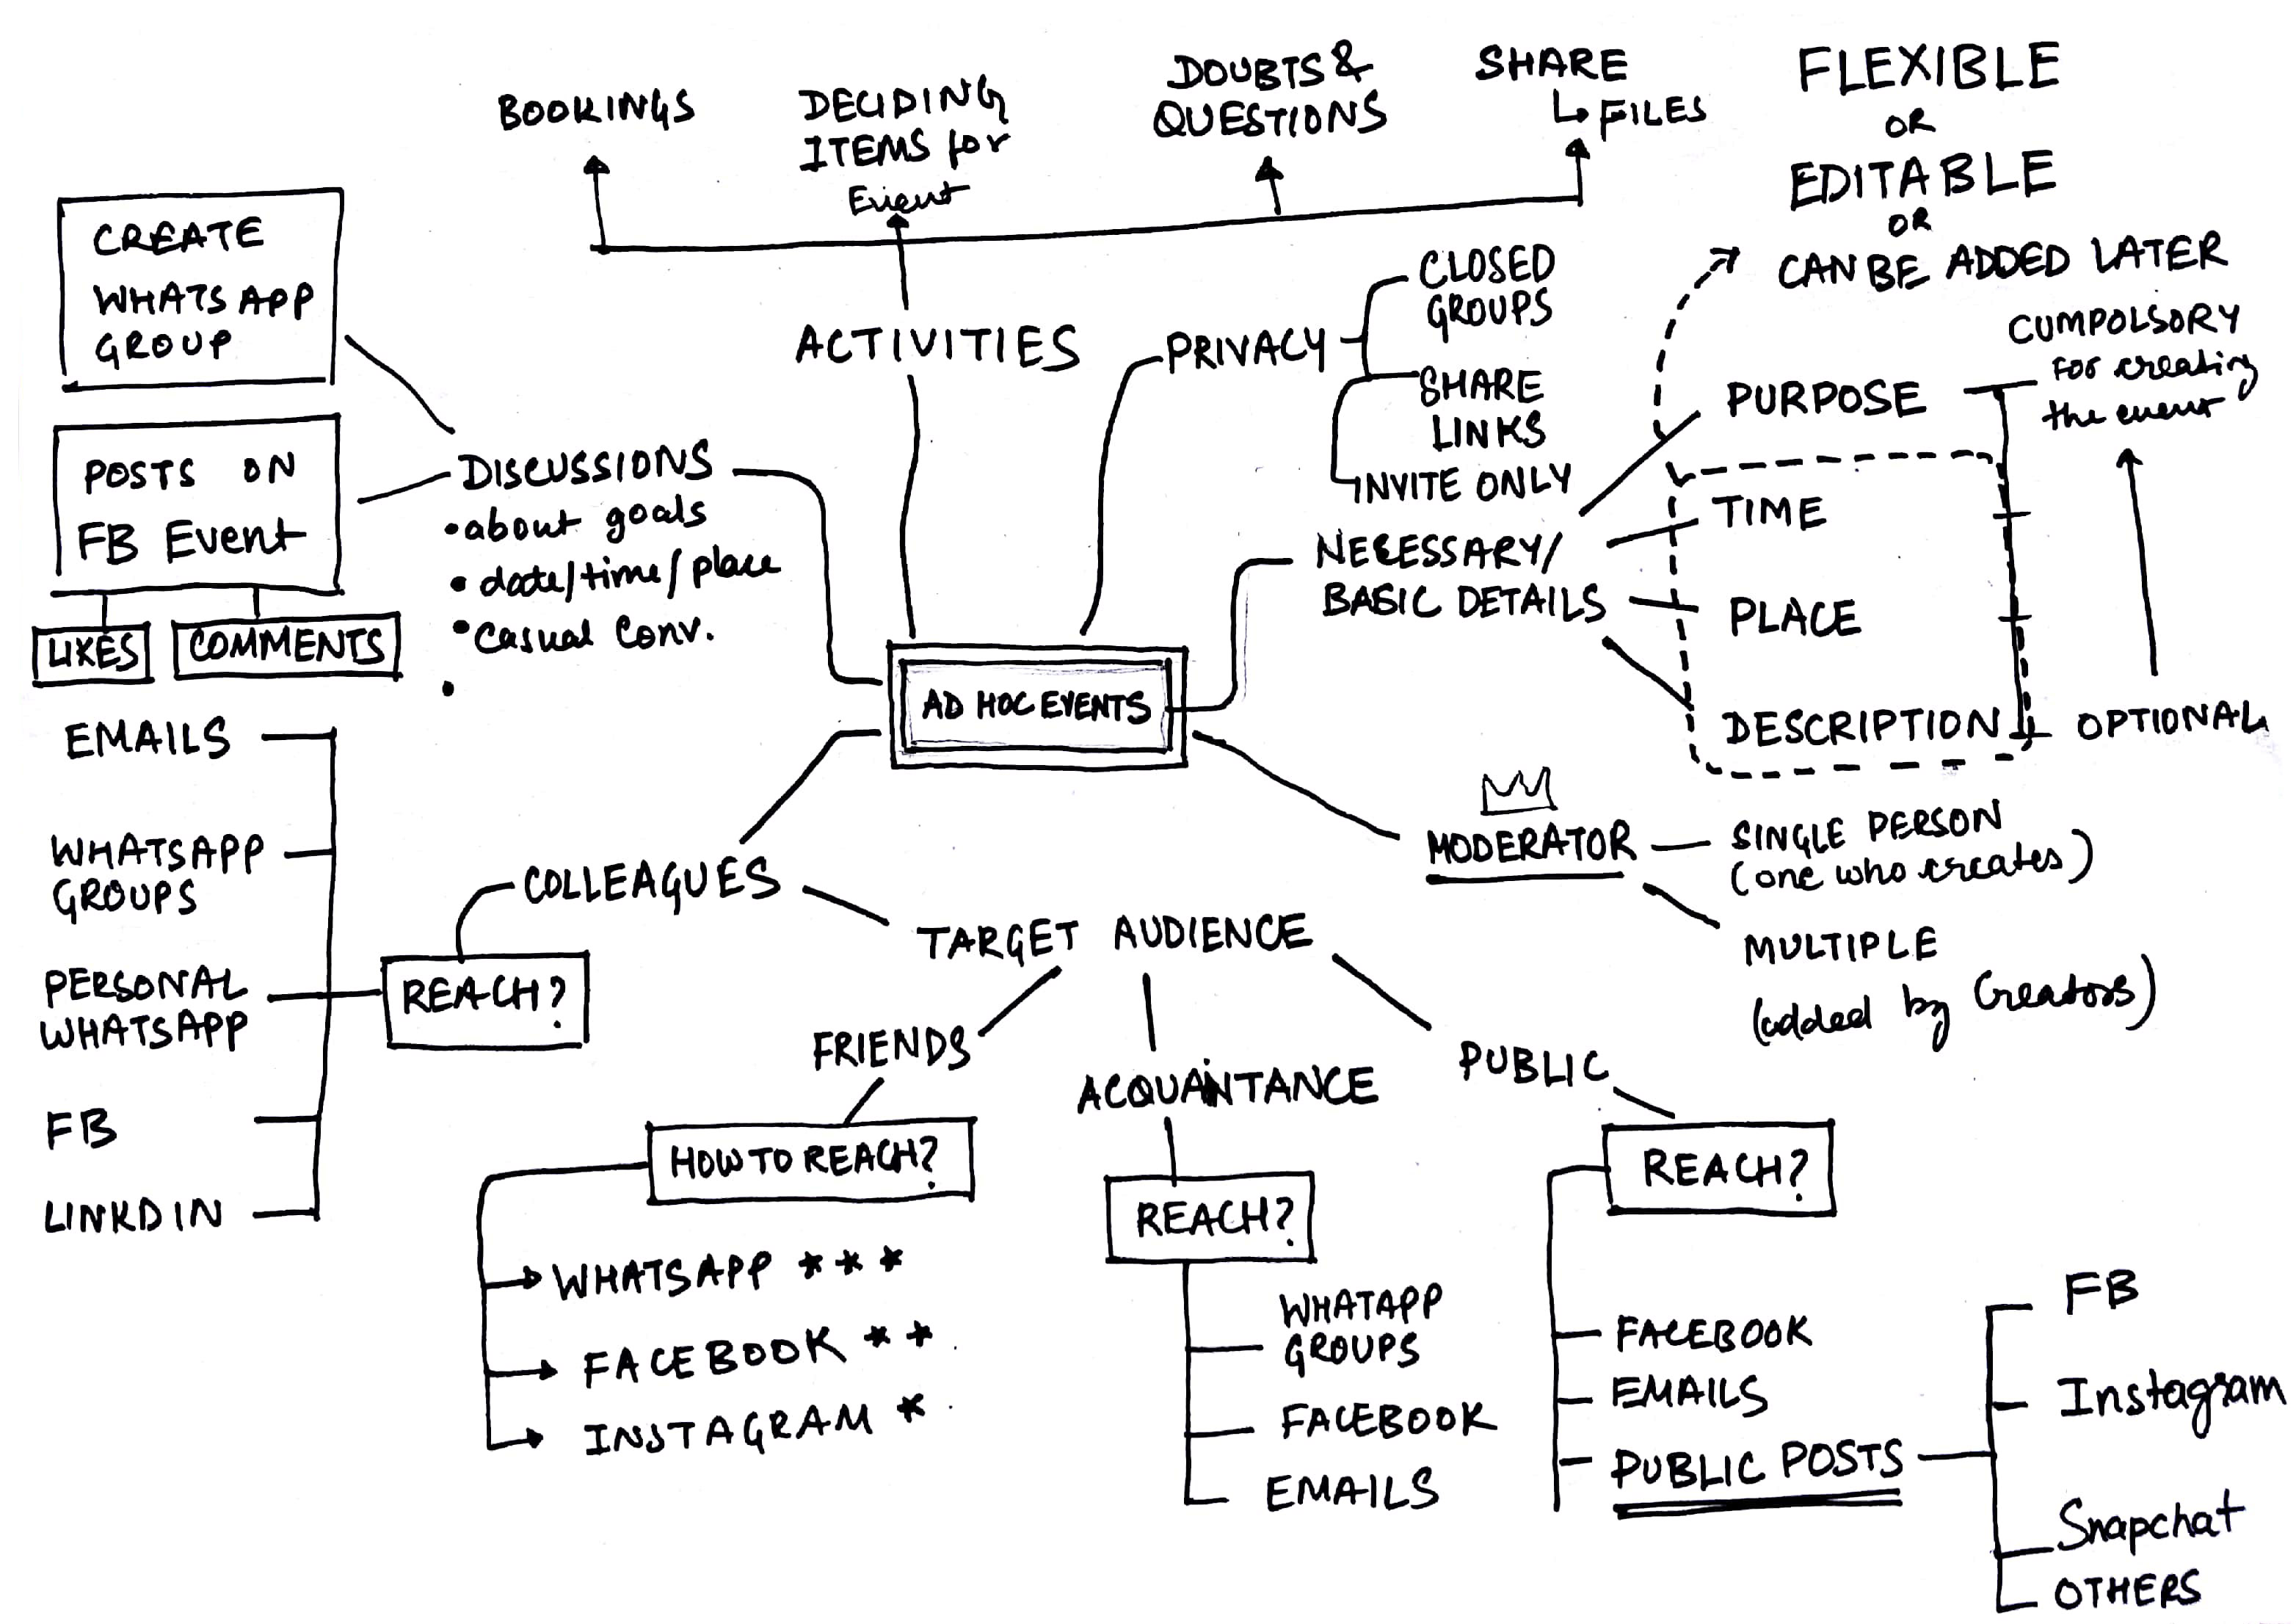 BOOKINGS
DECIDING
ITEMS for
Event
DOUBTS &
QUESTIONS
SHARE
↳ FILES
FLEXIBLE
OR
EDITABLE
OR
CAN BE ADDED LATER
CREATE
WHATSAPP
GROUP
POSTS ON
FB Event
LIKES
COMMENTS
DISCUSSIONS
• about goals
• date/time/place
• Casual Conv.
•
ACTIVITIES
PRIVACY
CLOSED
GROUPS
SHARE
LINKS
INVITE ONLY
CUMPOLSORY
FOR creating
the event
NECESSARY/
BASIC DETAILS
PURPOSE
TIME
PLACE
DESCRIPTION
OPTIONAL
AD HOC EVENTS
MODERATOR
SINGLE PERSON
(one who creates)
MULTIPLE
(added by Creators)
EMAILS
WHATSAPP
GROUPS
PERSONAL
WHATSAPP
FB
LINKDIN
REACH?
COLLEAGUES
TARGET AUDIENCE
FRIENDS
HOW TO REACH?
WHATSAPP ***
FACEBOOK **
INSTAGRAM *
ACQUAINTANCE
REACH?
WHATAPP
GROUPS
FACEBOOK
EMAILS
PUBLIC
REACH?
FACEBOOK
EMAILS
PUBLIC POSTS
FB
Instagram
Snapchat
OTHERS